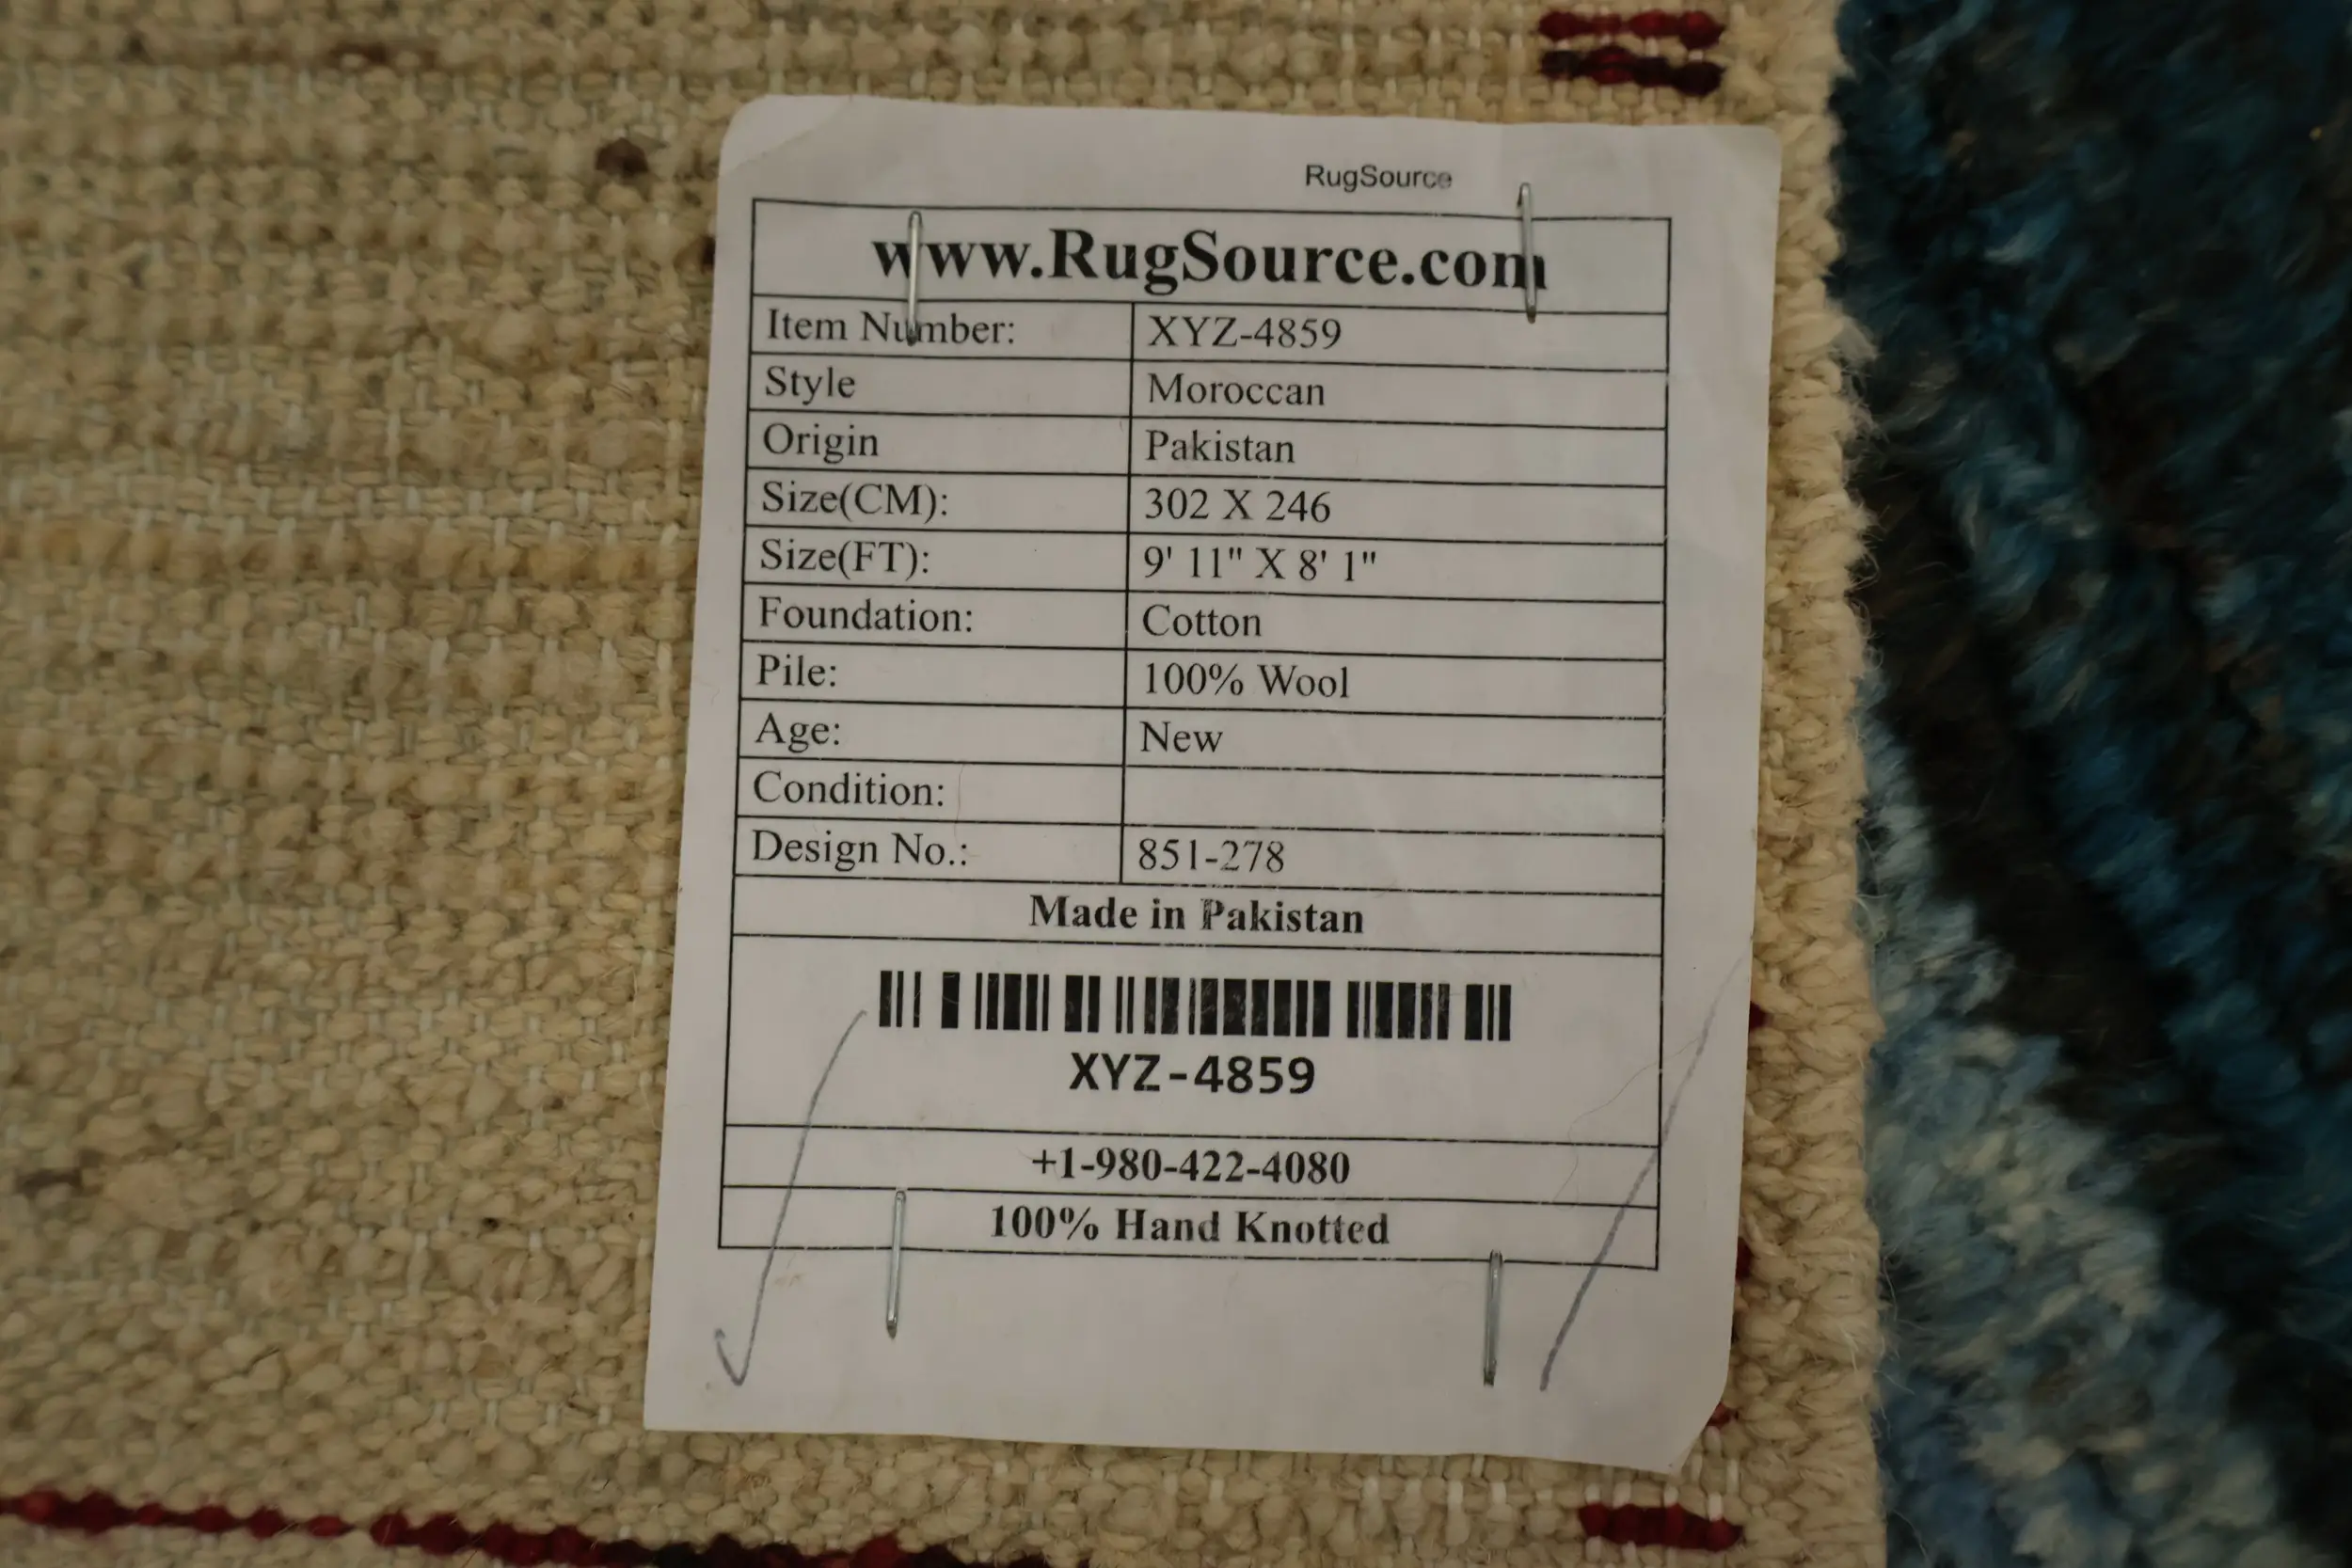 RugSource
www.RugSource.com
Item Number: XYZ-4859
Style Moroccan
Origin Pakistan
Size(CM): 302 X 246
Size(FT): 9' 11" X 8' 1"
Foundation: Cotton
Pile: 100% Wool
Age: New
Condition:
Design No.: 851-278
Made in Pakistan
XYZ-4859
+1-980-422-4080
100% Hand Knotted